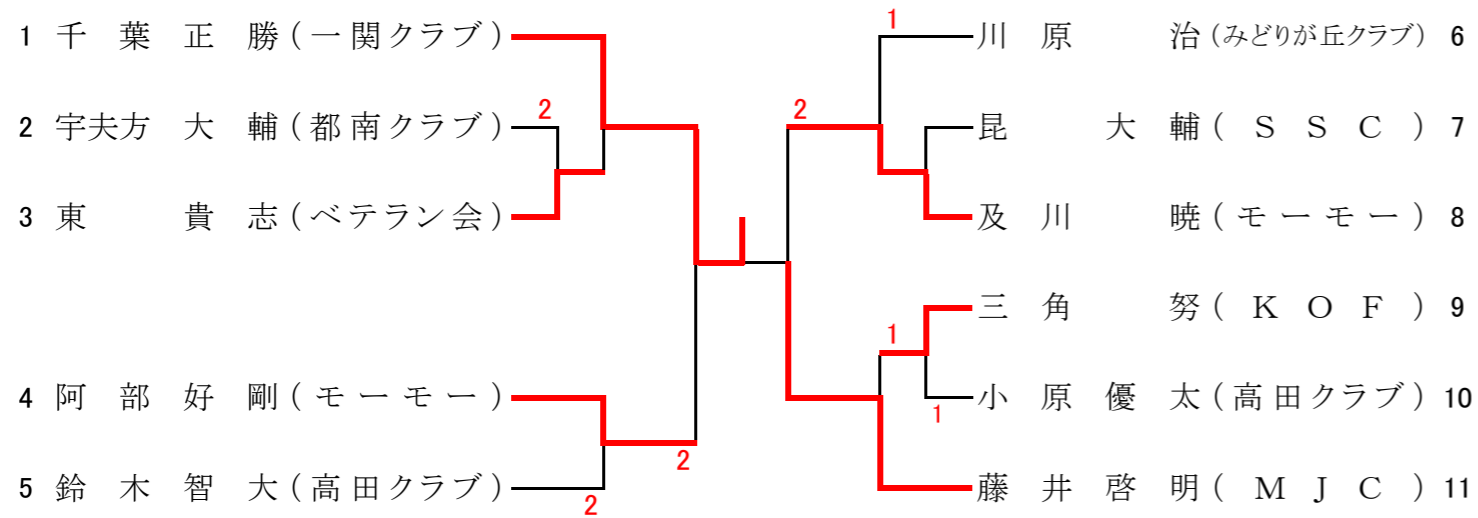 1 千葉正勝(一関クラブ)
2 宇夫方大輔(都南クラブ)
2
3 東貴志(ベテラン会)
4 阿部好剛(モーモー)
2
5 鈴木智大(高田クラブ)
2
1
川原治(みどりが丘クラブ) 6
2
昆大輔(SSC) 7
及川暁(モーモー) 8
三角努(KOF) 9
1
小原優太(高田クラブ) 10
1
藤井啓明(MJC) 11